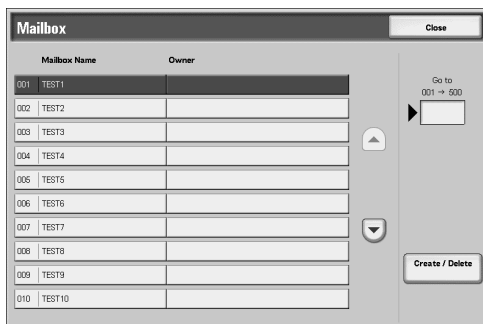 Mailbox
Close
Mailbox Name Owner
001 TEST1
002 TEST2
003 TEST3
004 TEST4
005 TEST5
006 TEST6
007 TEST7
008 TEST8
009 TEST9
010 TEST10
Go to
001 → 500
Create / Delete